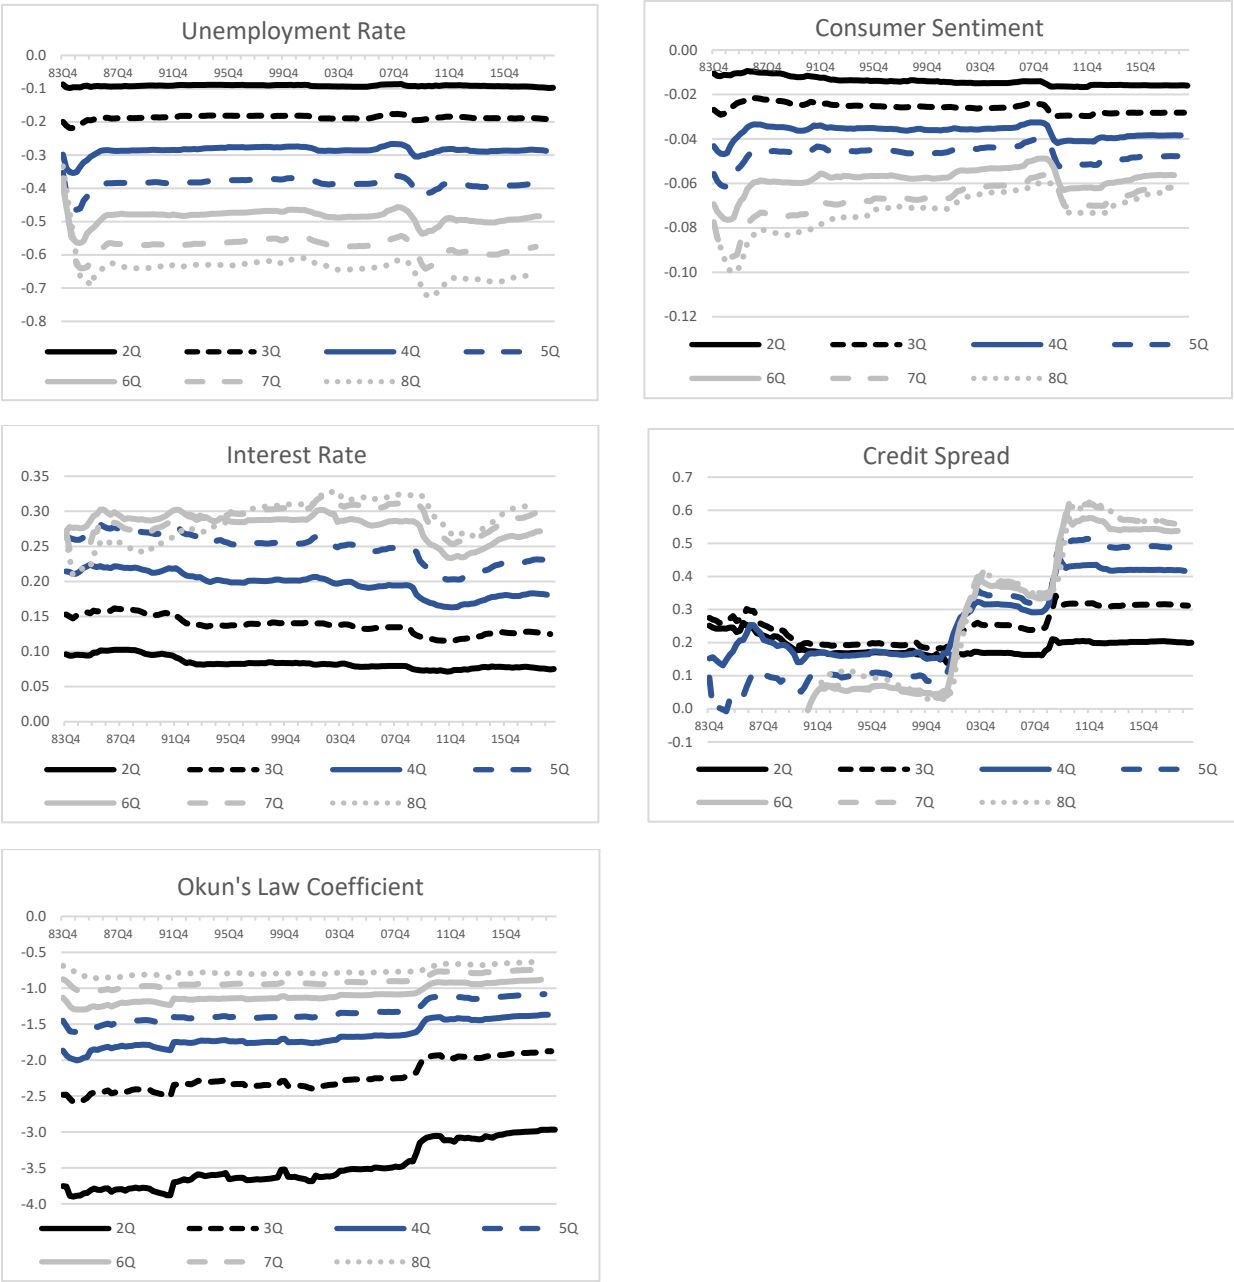 Unemployment Rate
0.0
83Q4 87Q4 91Q4 95Q4 99Q4 03Q4 07Q4 11Q4 15Q4
-0.1
-0.2
-0.3
-0.4
-0.5
-0.6
-0.7
-0.8
2Q 3Q 4Q 5Q
6Q 7Q 8Q
Consumer Sentiment
0.00
83Q4 87Q4 91Q4 95Q4 99Q4 03Q4 07Q4 11Q4 15Q4
-0.02
-0.04
-0.06
-0.08
-0.10
-0.12
2Q 3Q 4Q 5Q
6Q 7Q 8Q
Interest Rate
0.35
0.30
0.25
0.20
0.15
0.10
0.05
0.00
83Q4 87Q4 91Q4 95Q4 99Q4 03Q4 07Q4 11Q4 15Q4
2Q 3Q 4Q 5Q
6Q 7Q 8Q
Credit Spread
0.7
0.6
0.5
0.4
0.3
0.2
0.1
0.0
83Q4 87Q4 91Q4 95Q4 99Q4 03Q4 07Q4 11Q4 15Q4
-0.1
2Q 3Q 4Q 5Q
6Q 7Q 8Q
Okun's Law Coefficient
0.0
83Q4 87Q4 91Q4 95Q4 99Q4 03Q4 07Q4 11Q4 15Q4
-0.5
-1.0
-1.5
-2.0
-2.5
-3.0
-3.5
-4.0
2Q 3Q 4Q 5Q
6Q 7Q 8Q